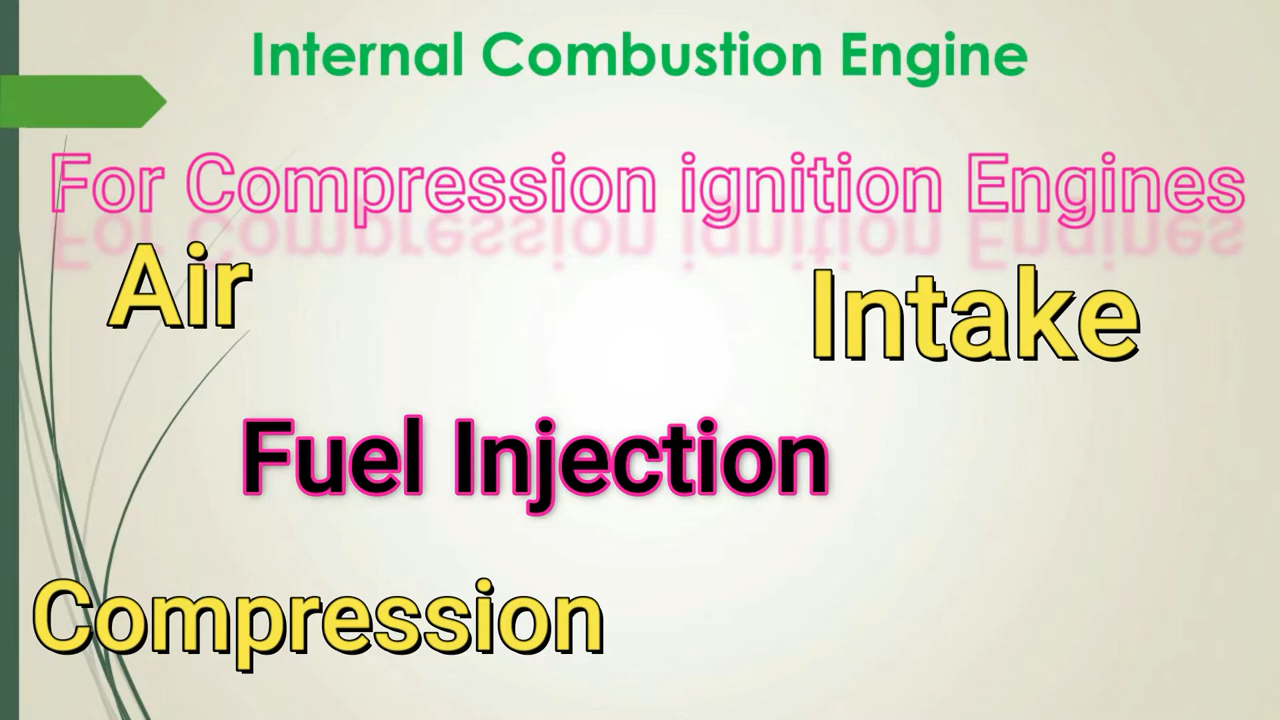 Internal Combustion Engine
For Compression ignition Engines
Air
Intake
Fuel Injection
Compression